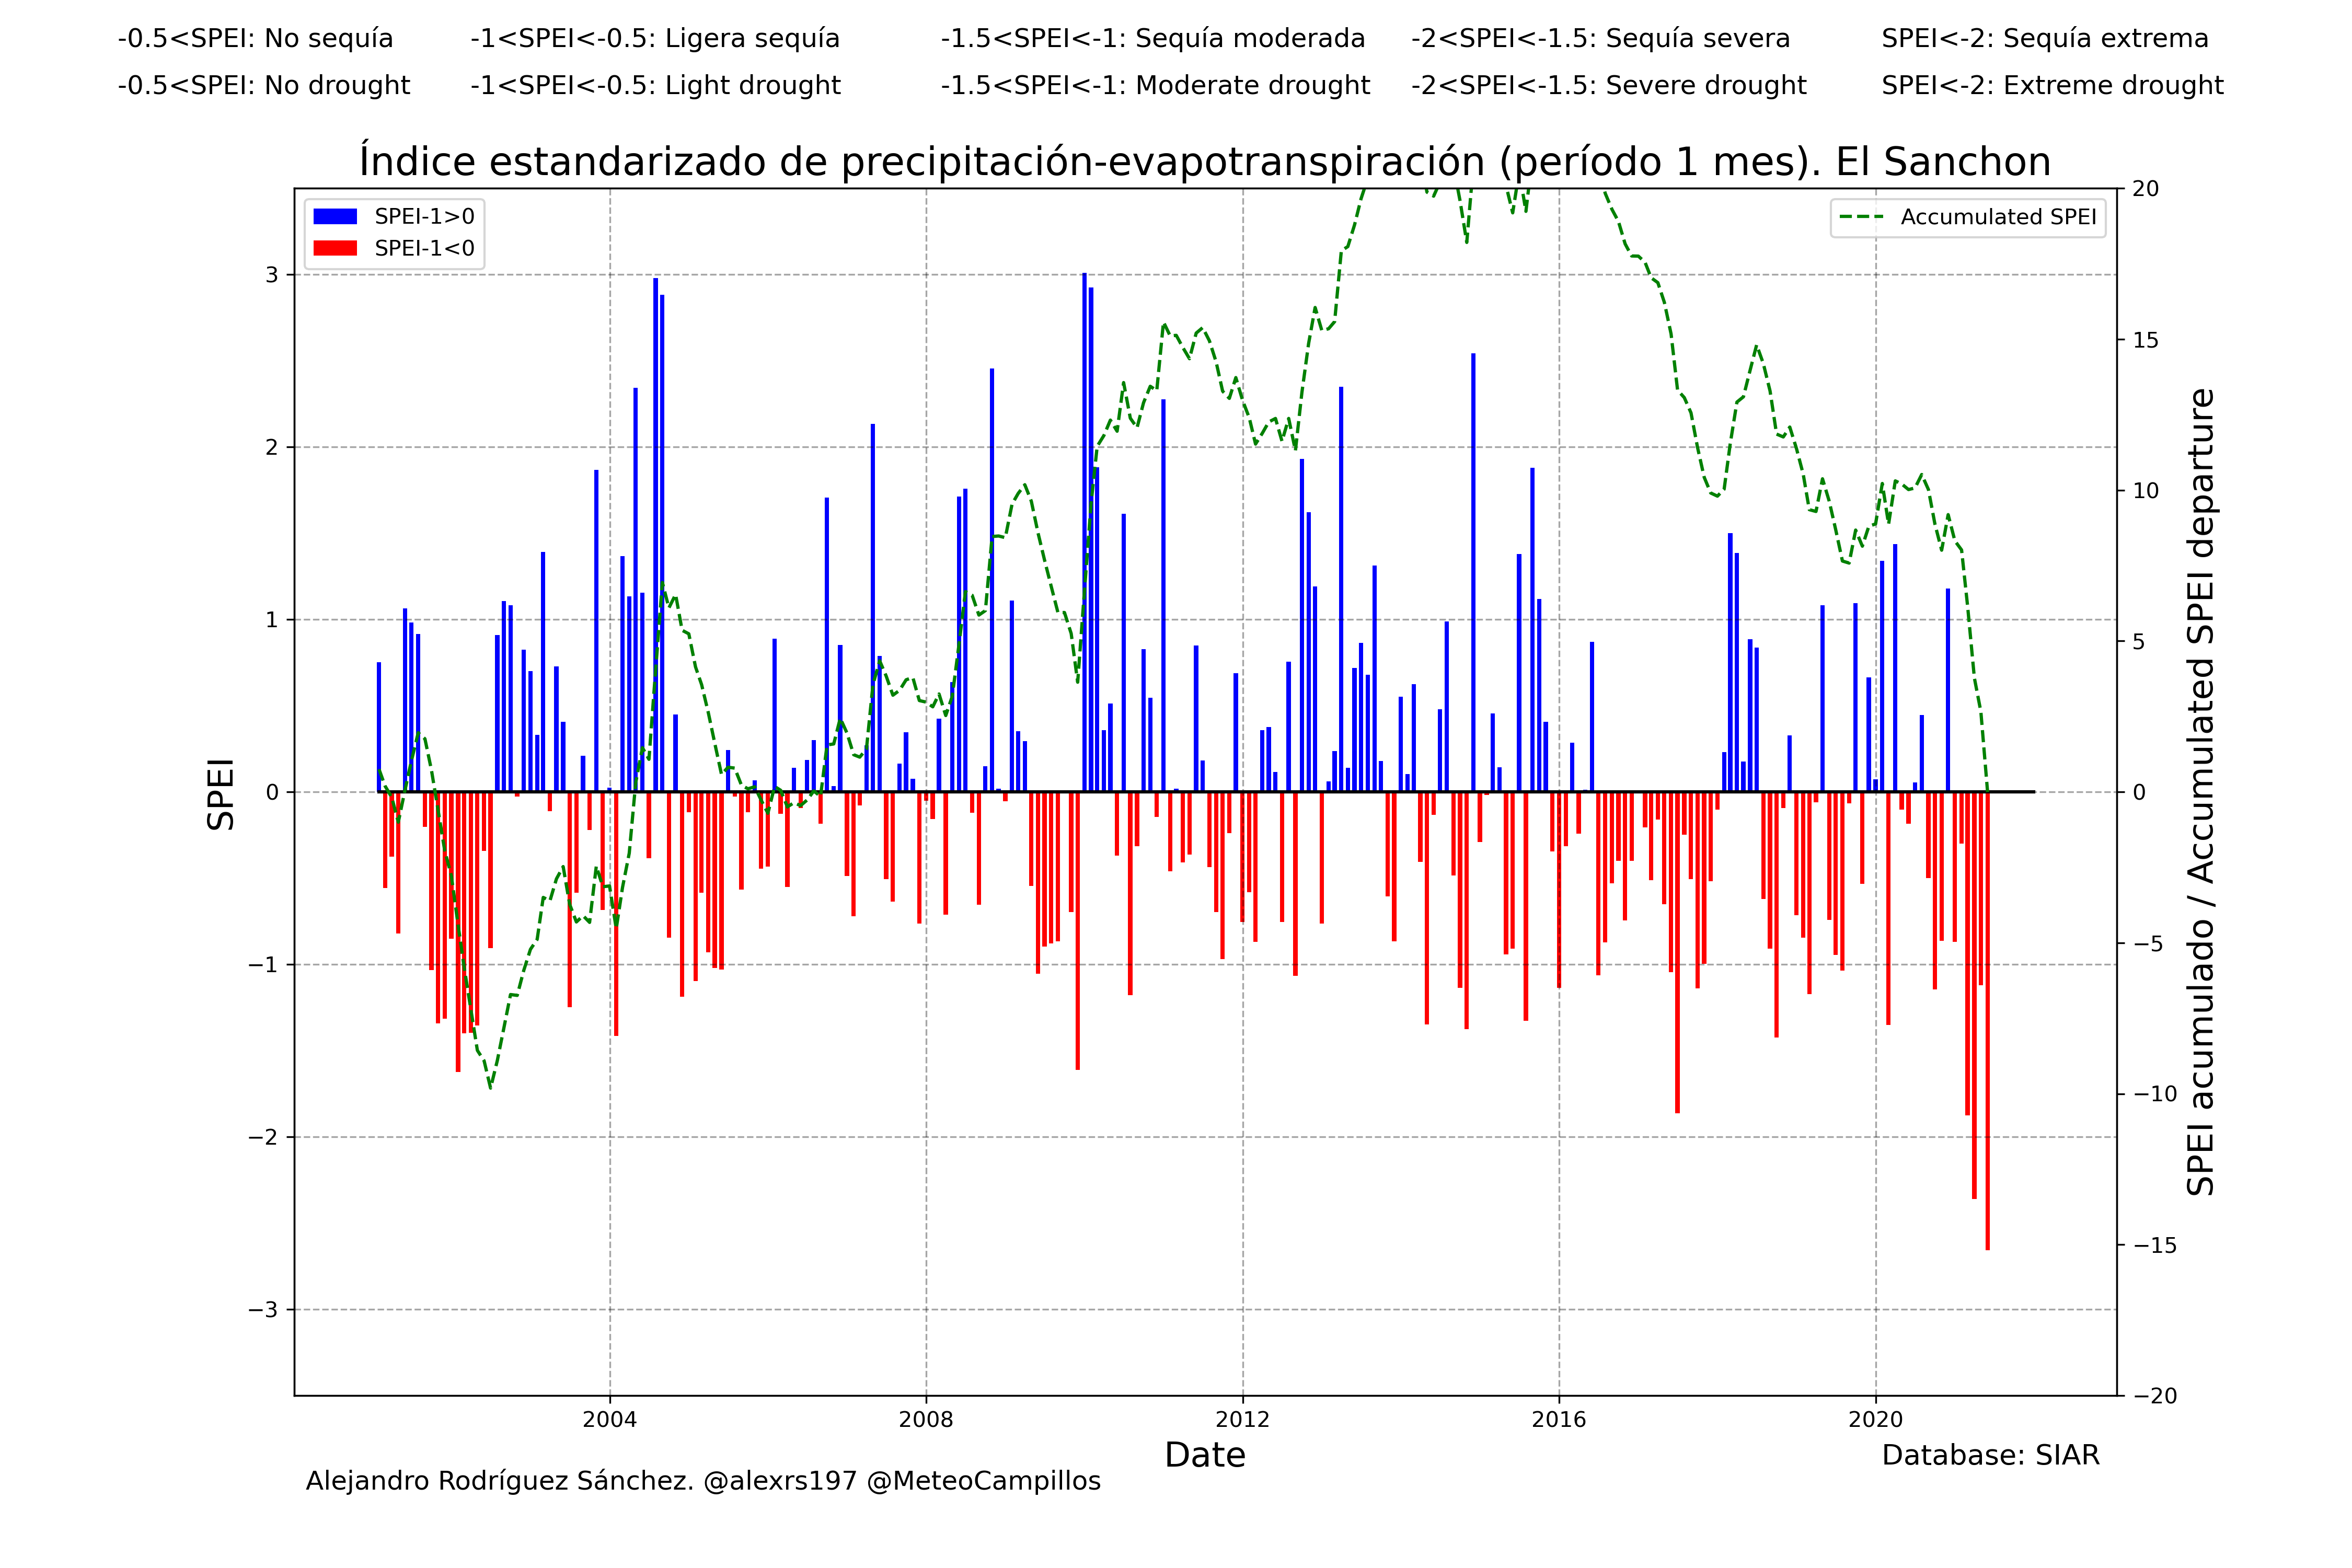 -0.5<SPEI: No sequía -1<SPEI<-0.5: Ligera sequía -1.5<SPEI<-1: Sequía moderada -2<SPEI<-1.5: Sequía severa SPEI<-2: Sequía extrema
-0.5<SPEI: No drought -1<SPEI<-0.5: Light drought -1.5<SPEI<-1: Moderate drought -2<SPEI<-1.5: Severe drought SPEI<-2: Extreme drought
Índice estandarizado de precipitación-evapotranspiración (período 1 mes). El Sanchon
SPEI-1>0
SPEI-1<0
Accumulated SPEI
SPEI
3
2
1
0
−1
−2
−3
20
15
10
5
0
−5
−10
−15
−20
SPEI acumulado / Accumulated SPEI departure
2004 2008 2012 2016 2020
Date
Database: SIAR
Alejandro Rodríguez Sánchez. @alexrs197 @MeteoCampillos